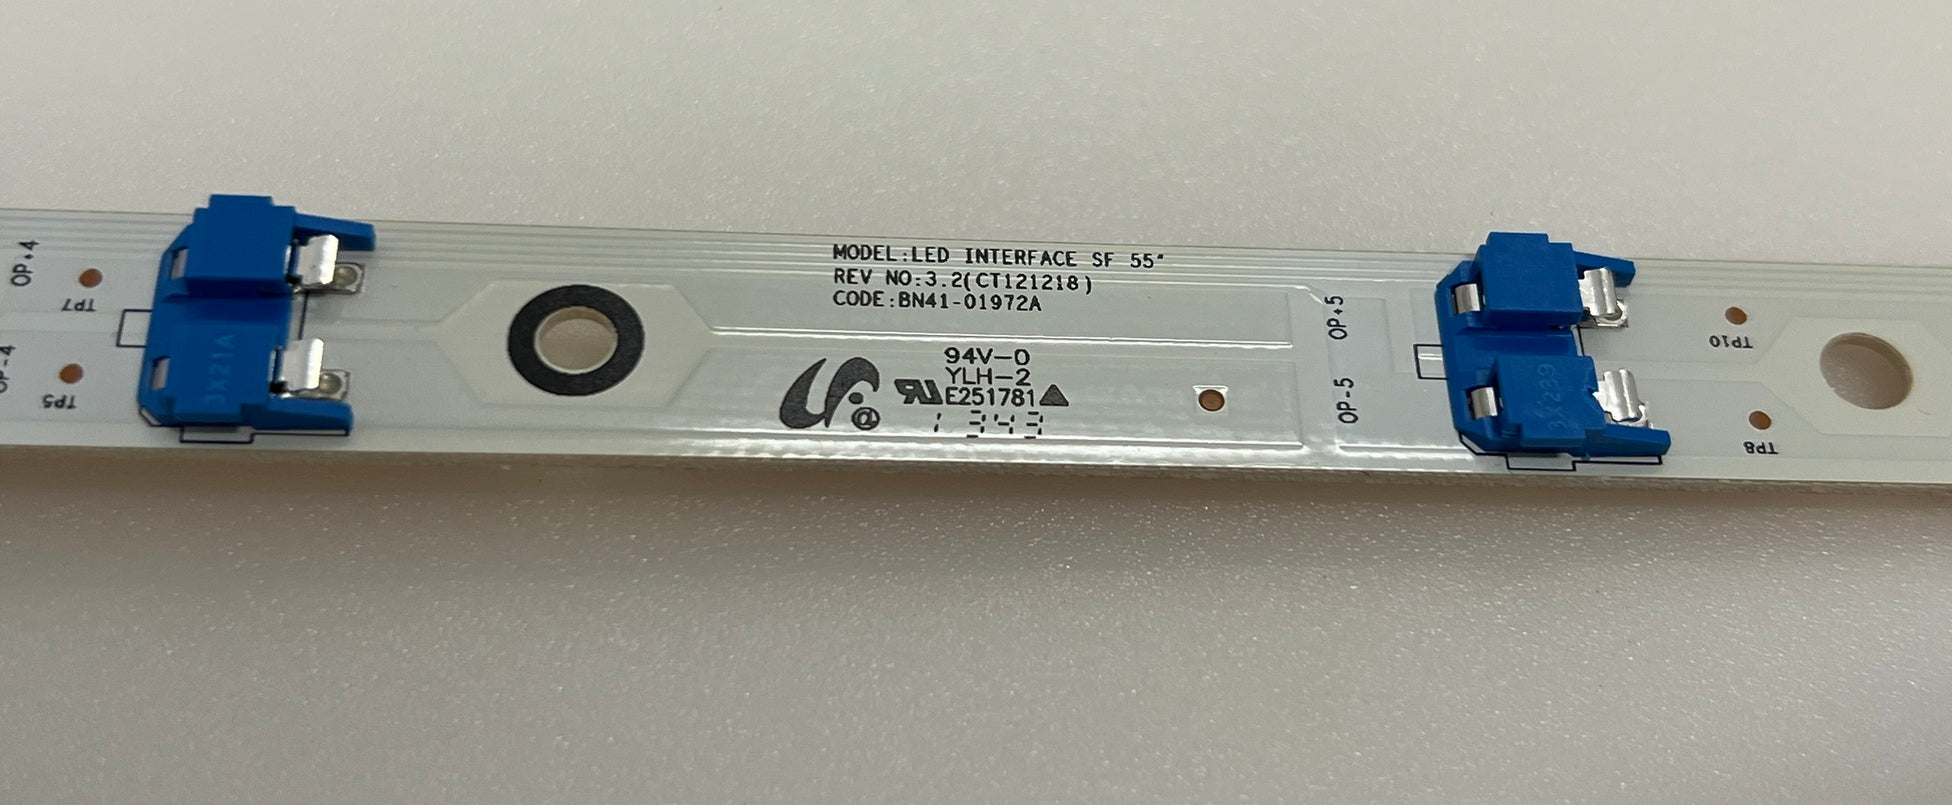 OP+4
TP7
OP-4
TP5
3X21A
MODEL:LED INTERFACE SF 55"
REV NO:3.2(CT121218)
CODE:BN41-01972A
94V-0
YLH-2
E251781
@
1343
OP+5
OP-5
3X239
TP10
TP8